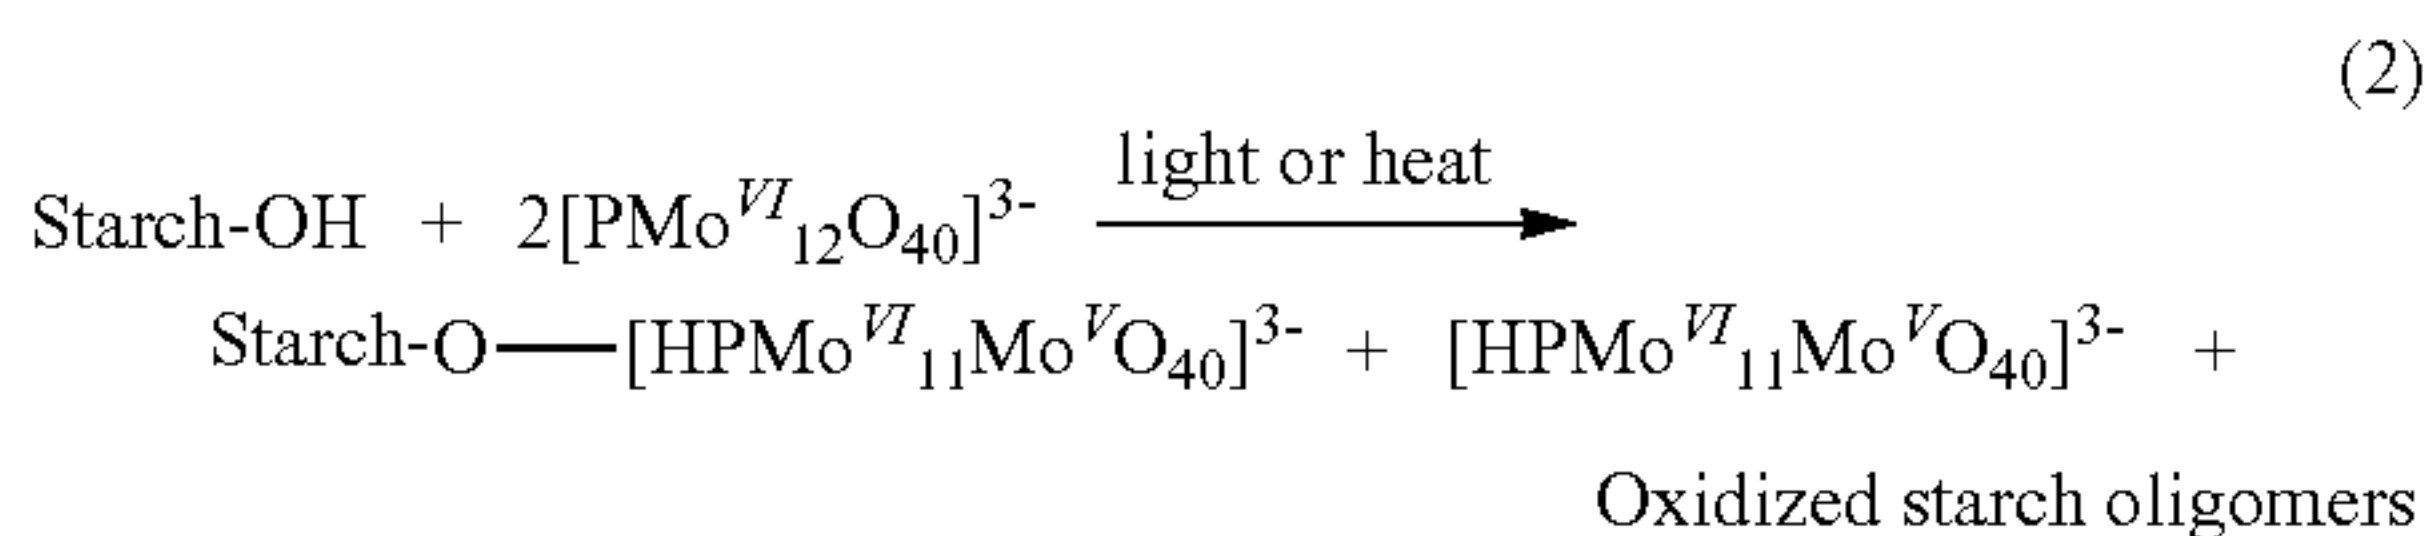 (2)
light or heat
Starch-OH + 2[PMo^VI_12O_40]^3- ⟶
Starch-O—[HPMo^VI_11Mo^VO_40]^3- + [HPMo^VI_11Mo^VO_40]^3- +
Oxidized starch oligomers